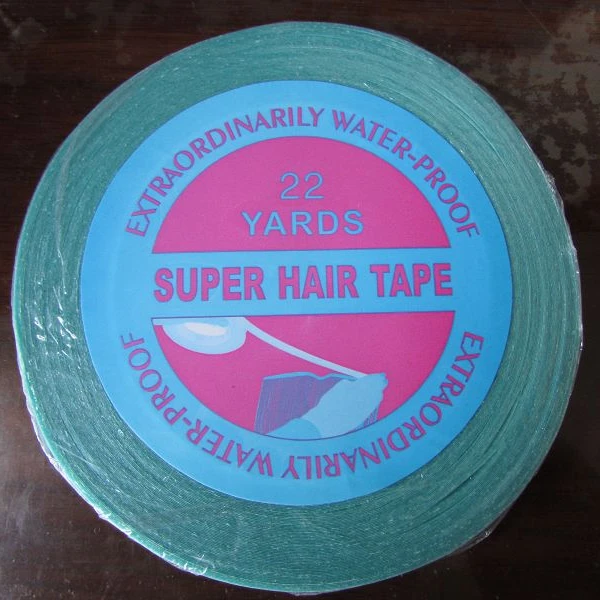 EXTRAORDINARILY WATER-PROOF
22
YARDS
SUPER HAIR TAPE
EXTRAORDINARILY WATER-PROOF